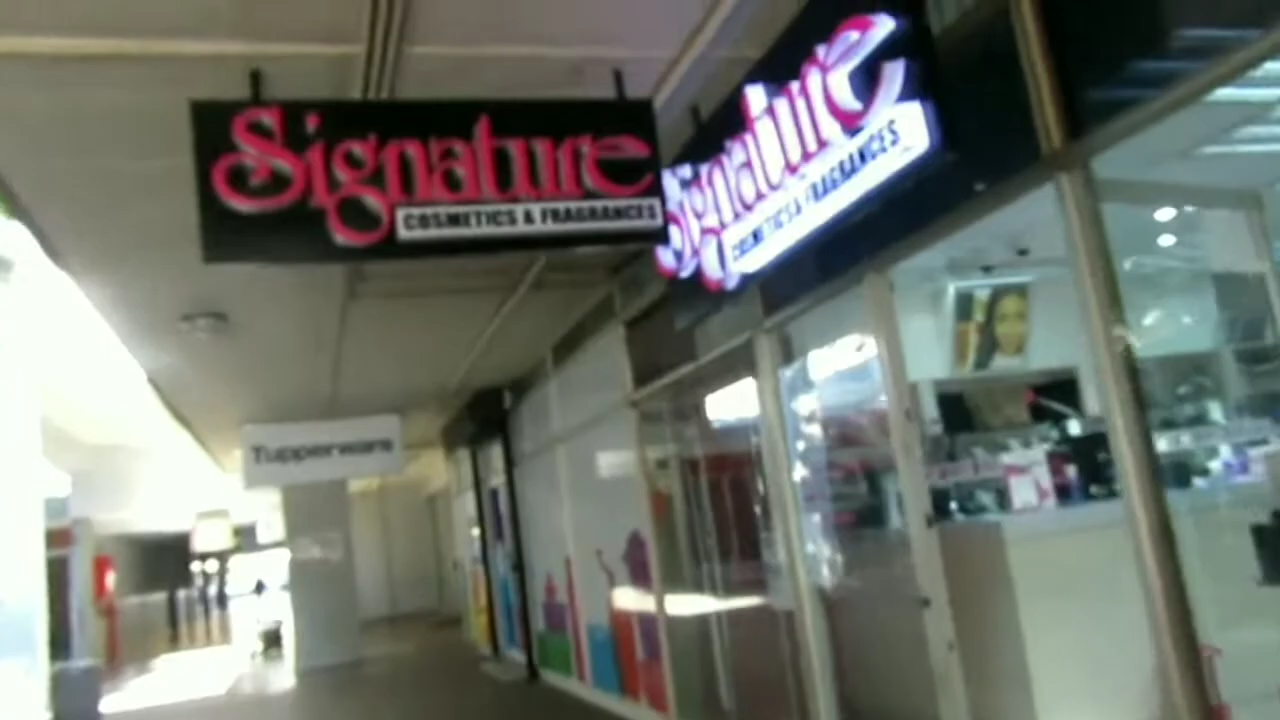 Signature
COSMETICS & FRAGRANCES
Signature
COSMETICS & FRAGRANCES
Tupperware